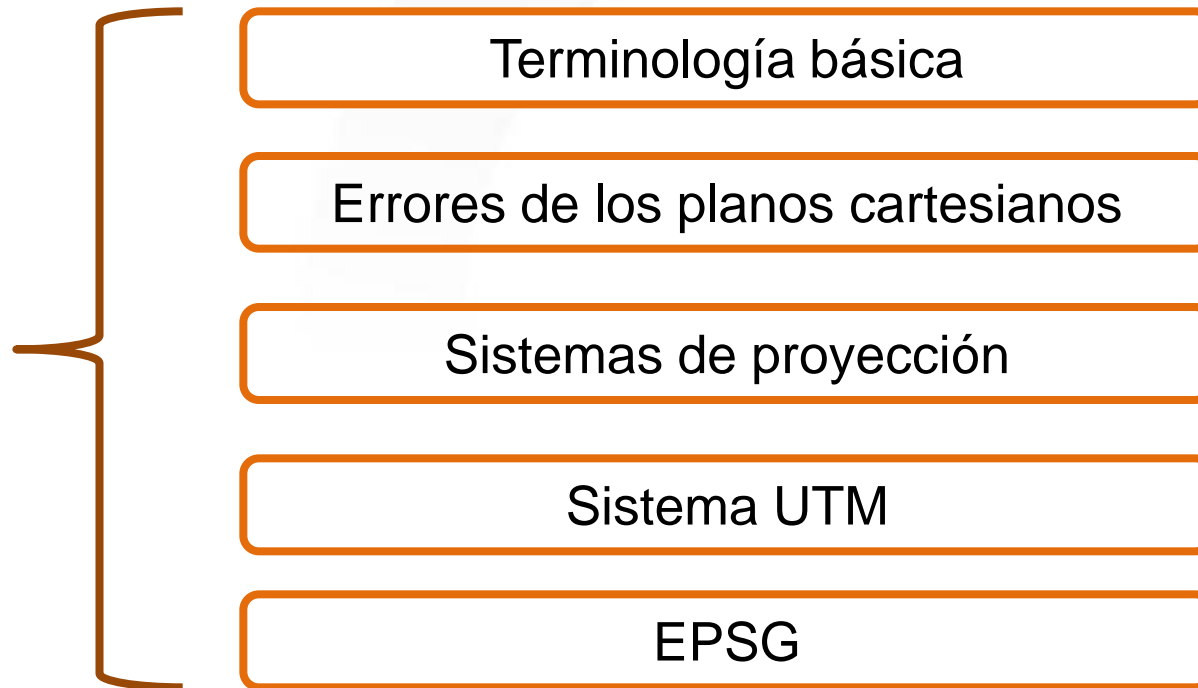 Terminología básica
Errores de los planos cartesianos
Sistemas de proyección
Sistema UTM
EPSG